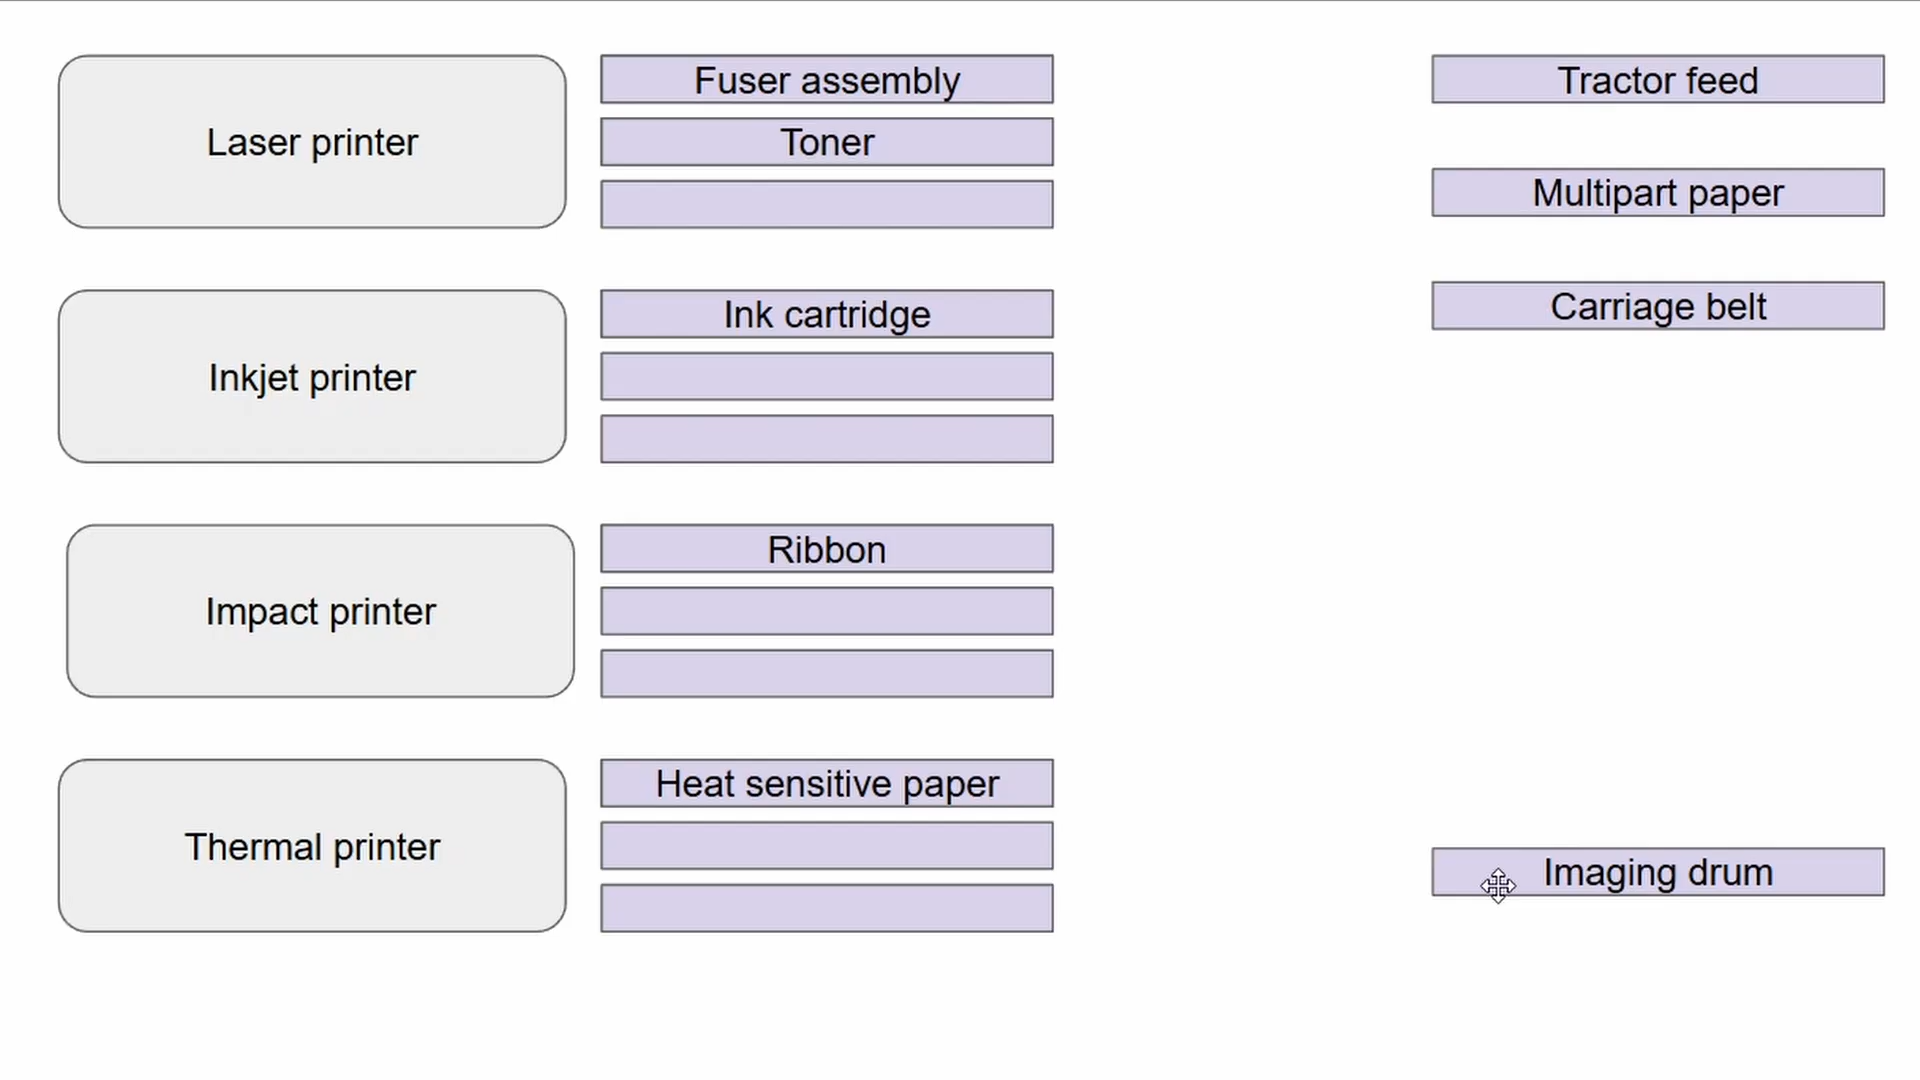 Laser printer
Fuser assembly
Toner
Inkjet printer
Ink cartridge
Impact printer
Ribbon
Thermal printer
Heat sensitive paper
Tractor feed
Multipart paper
Carriage belt
Imaging drum